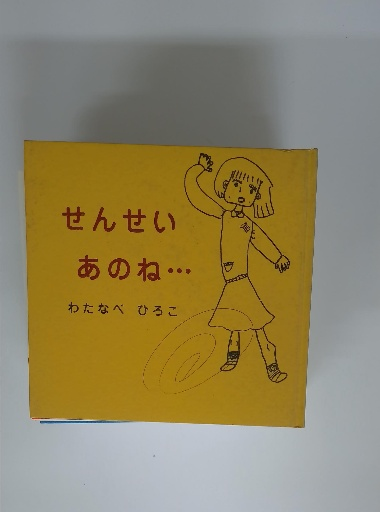 せんせい
あのね…
わたなべ ひろこ